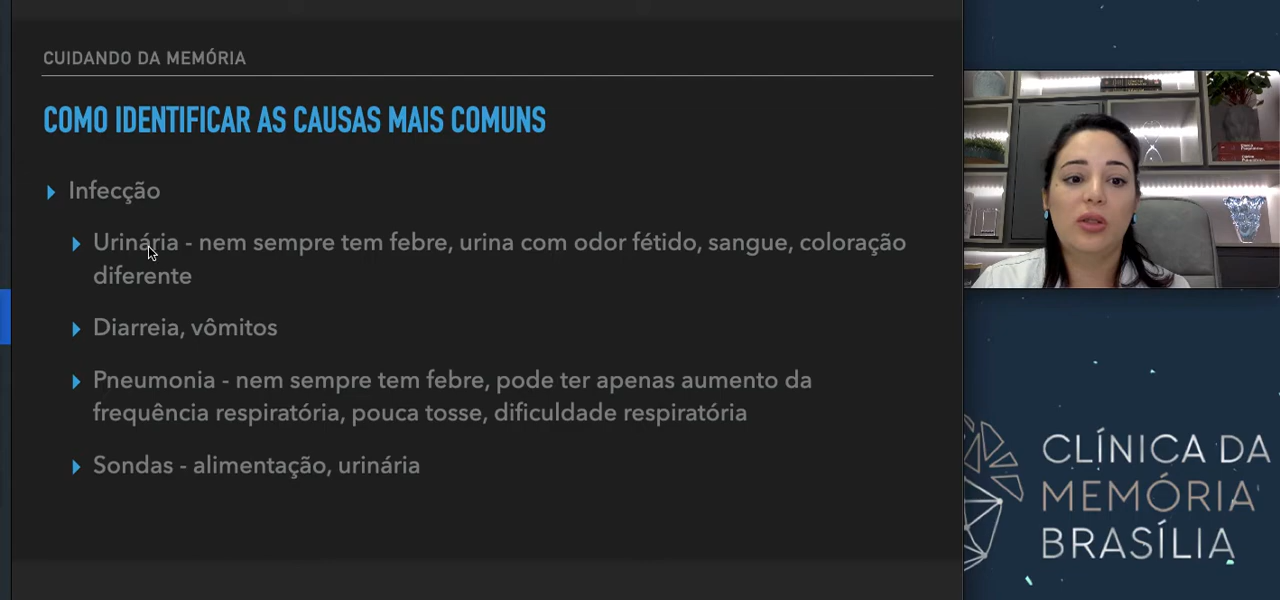 CUIDANDO DA MEMÓRIA
COMO IDENTIFICAR AS CAUSAS MAIS COMUNS
Infecção
Urinária - nem sempre tem febre, urina com odor fétido, sangue, coloração
diferente
Diarreia, vômitos
Pneumonia - nem sempre tem febre, pode ter apenas aumento da
frequência respiratória, pouca tosse, dificuldade respiratória
Sondas - alimentação, urinária
CLÍNICA DA
MEMÓRIA
BRASÍLIA